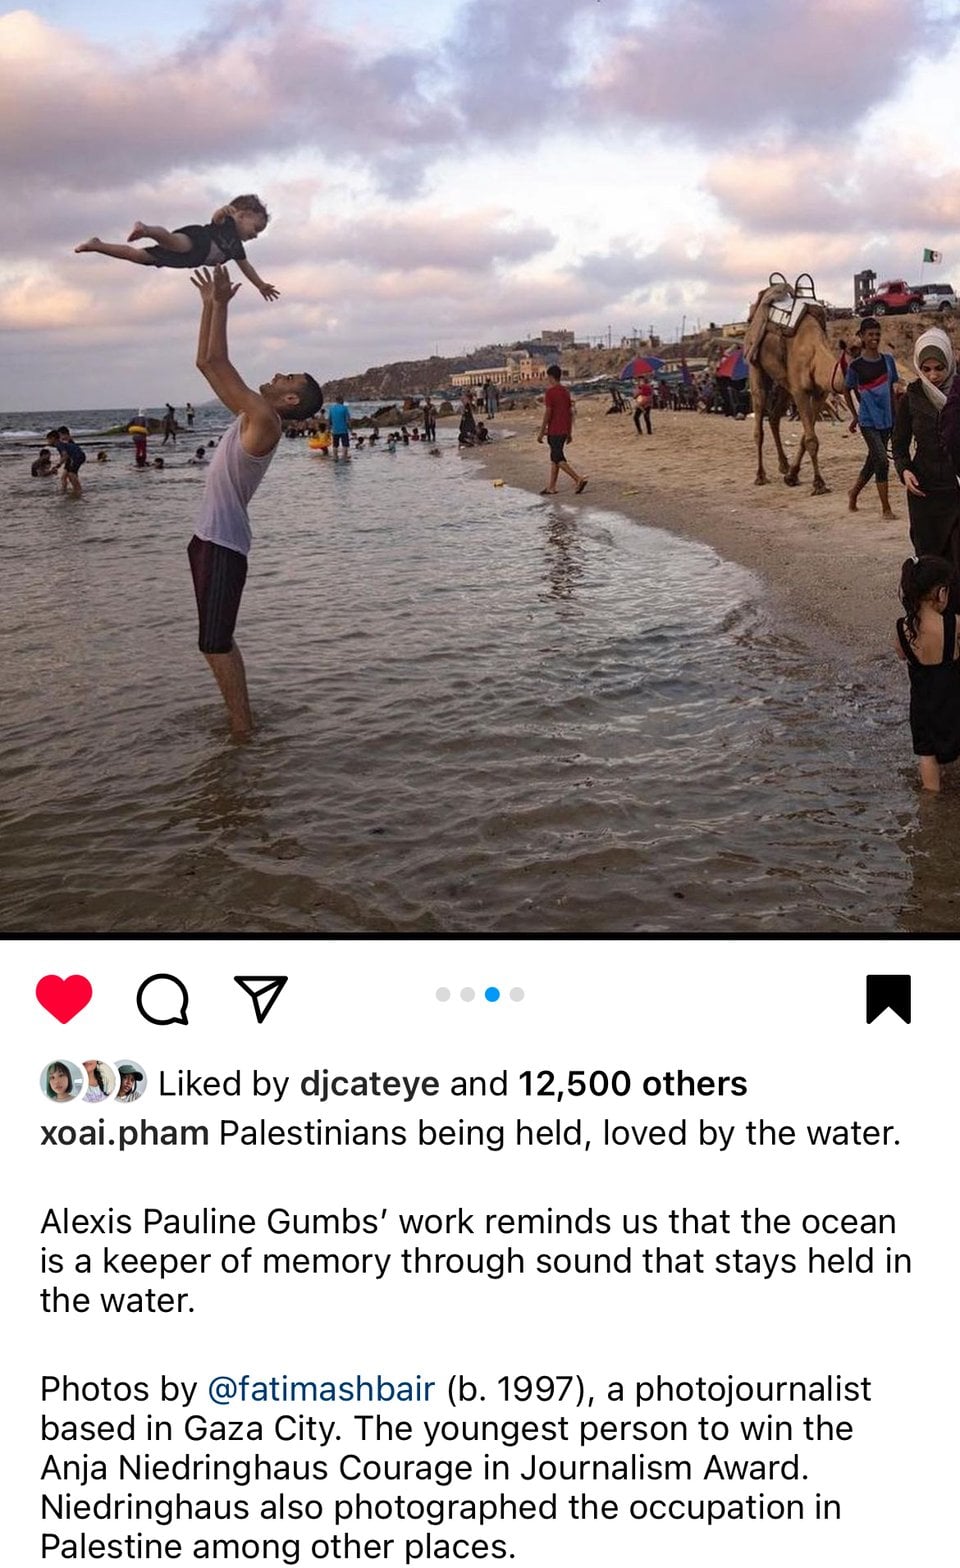 Liked by djcateye and 12,500 others
xoai.pham Palestinians being held, loved by the water.
Alexis Pauline Gumbs’ work reminds us that the ocean
is a keeper of memory through sound that stays held in
the water.
Photos by @fatimashbair (b. 1997), a photojournalist
based in Gaza City. The youngest person to win the
Anja Niedringhaus Courage in Journalism Award.
Niedringhaus also photographed the occupation in
Palestine among other places.